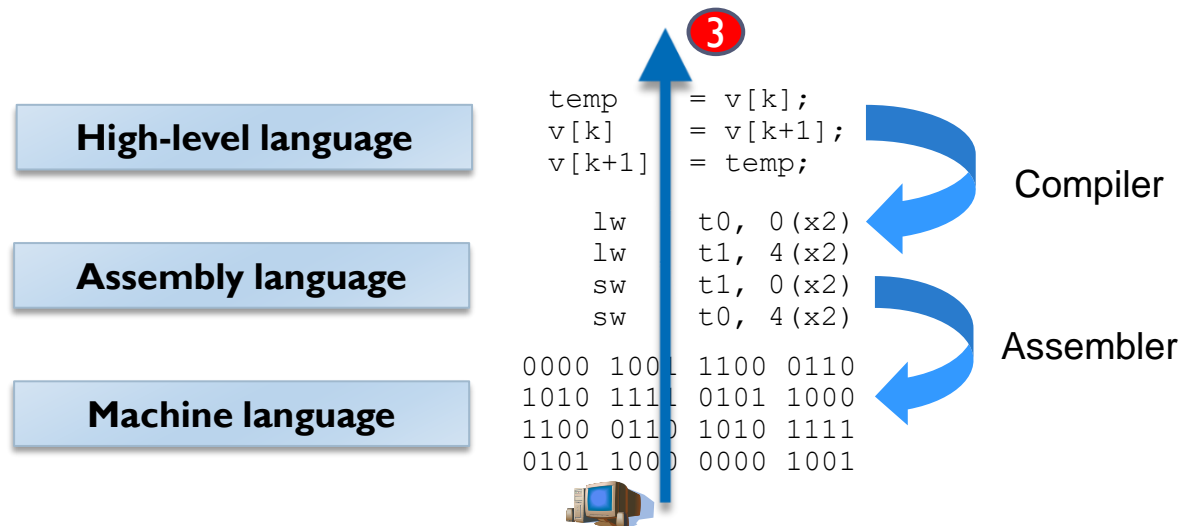 3
High-level language
temp = v[k];
v[k] = v[k+1];
v[k+1] = temp;
Compiler
Assembly language
lw t0, 0(x2)
lw t1, 4(x2)
sw t1, 0(x2)
sw t0, 4(x2)
Assembler
Machine language
0000 1001 1100 0110
1010 1111 0101 1000
1100 0110 1010 1111
0101 1000 0000 1001